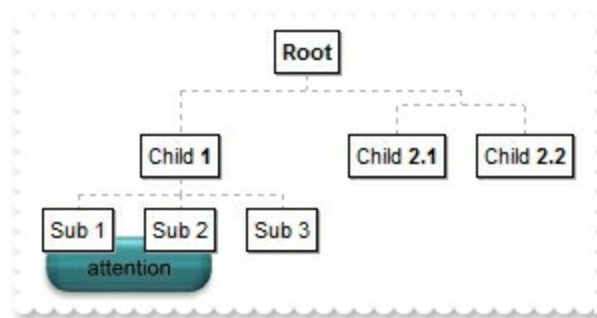 Root
Child 1
Child 2.1
Child 2.2
Sub 1
Sub 2
Sub 3
attention